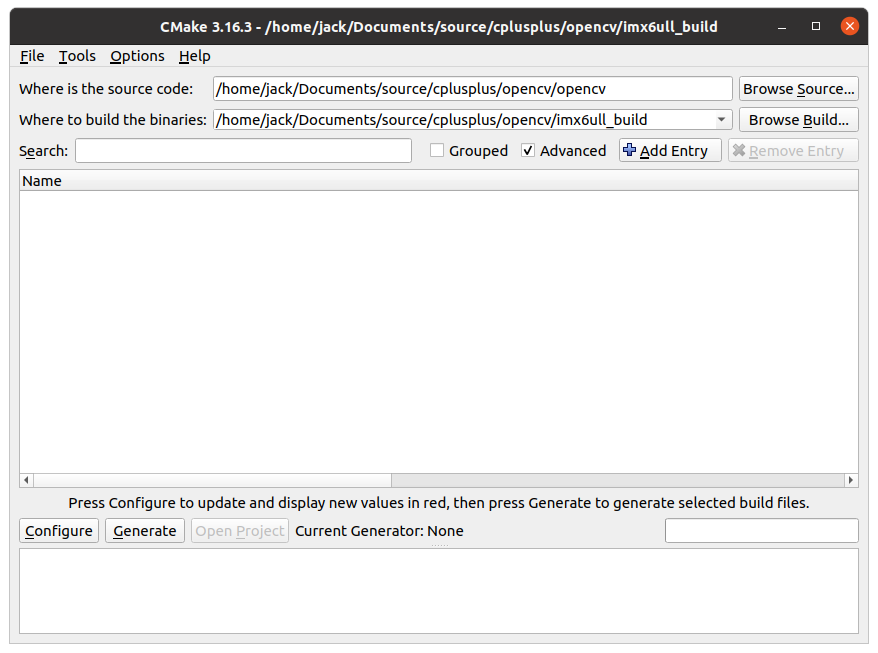 CMake 3.16.3 - /home/jack/Documents/source/cplusplus/opencv/imx6ull_build
File Tools Options Help
Where is the source code: /home/jack/Documents/source/cplusplus/opencv/opencv Browse Source...
Where to build the binaries: /home/jack/Documents/source/cplusplus/opencv/imx6ull_build Browse Build...
Search: Grouped Advanced Add Entry Remove Entry
Name
Press Configure to update and display new values in red, then press Generate to generate selected build files.
Configure Generate Open Project Current Generator: None